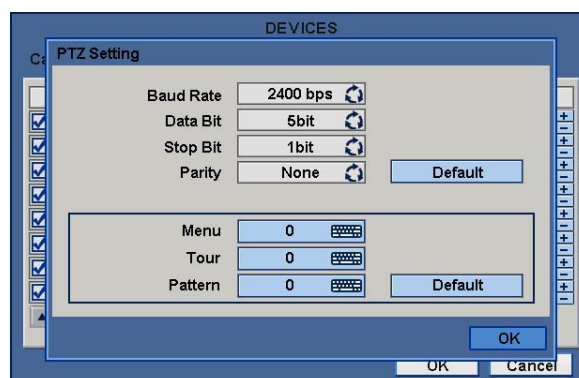 DEVICES
Ca
PTZ Setting
Baud Rate 2400 bps
Data Bit 5bit
Stop Bit 1bit
Parity None Default
Menu 0
Tour 0
Pattern 0 Default
OK
OK Cancel